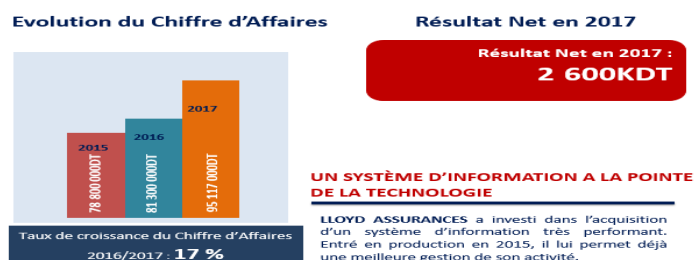 Evolution du Chiffre d'Affaires
2015
2016
2017
78 800 000DT
81 300 000DT
95 117 000DT
Taux de croissance du Chiffre d'Affaires
2016/2017 : 17 %
Résultat Net en 2017
Résultat Net en 2017 :
2 600KDT
UN SYSTÈME D'INFORMATION A LA POINTE
DE LA TECHNOLOGIE
LLOYD ASSURANCES a investi dans l'acquisition
d'un système d'information très performant.
Entré en production en 2015, il lui permet déjà
une meilleure gestion de son activité.